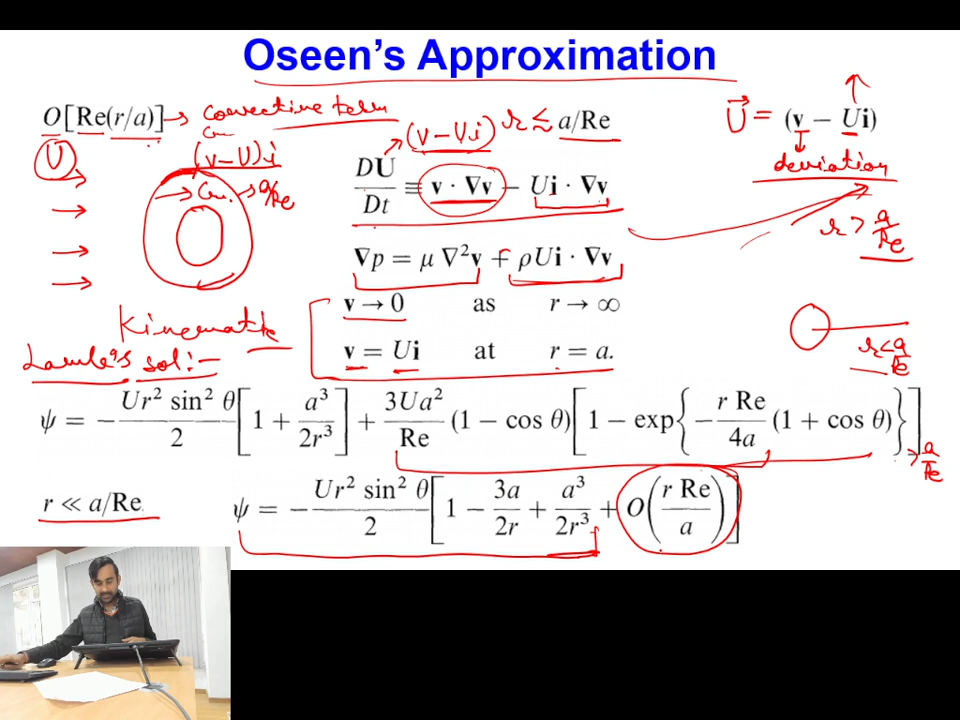 Oseen's Approximation
O[Re(r/a)] → convective term
U⃗ = (v − Ui)
deviation
(v − U.i)
r ≲ a/Re
U
(v − U)i
a/Re
DU/Dt ≡ v · ∇v − Ui · ∇v
r > a/Re
∇p = μ ∇²v + ρUi · ∇v
v → 0 as r → ∞
Kinematic
v = Ui at r = a.
r < a/Re
Lamb's sol:-
ψ = − Ur² sin² θ/2 [1 + a³/2r³] + 3Ua²/Re (1 − cos θ)[1 − exp{− r Re/4a (1 + cos θ)}]
> a/Re
r ≪ a/Re ψ = − Ur² sin² θ/2 [1 − 3a/2r + a³/2r³ + O(r Re/a)]